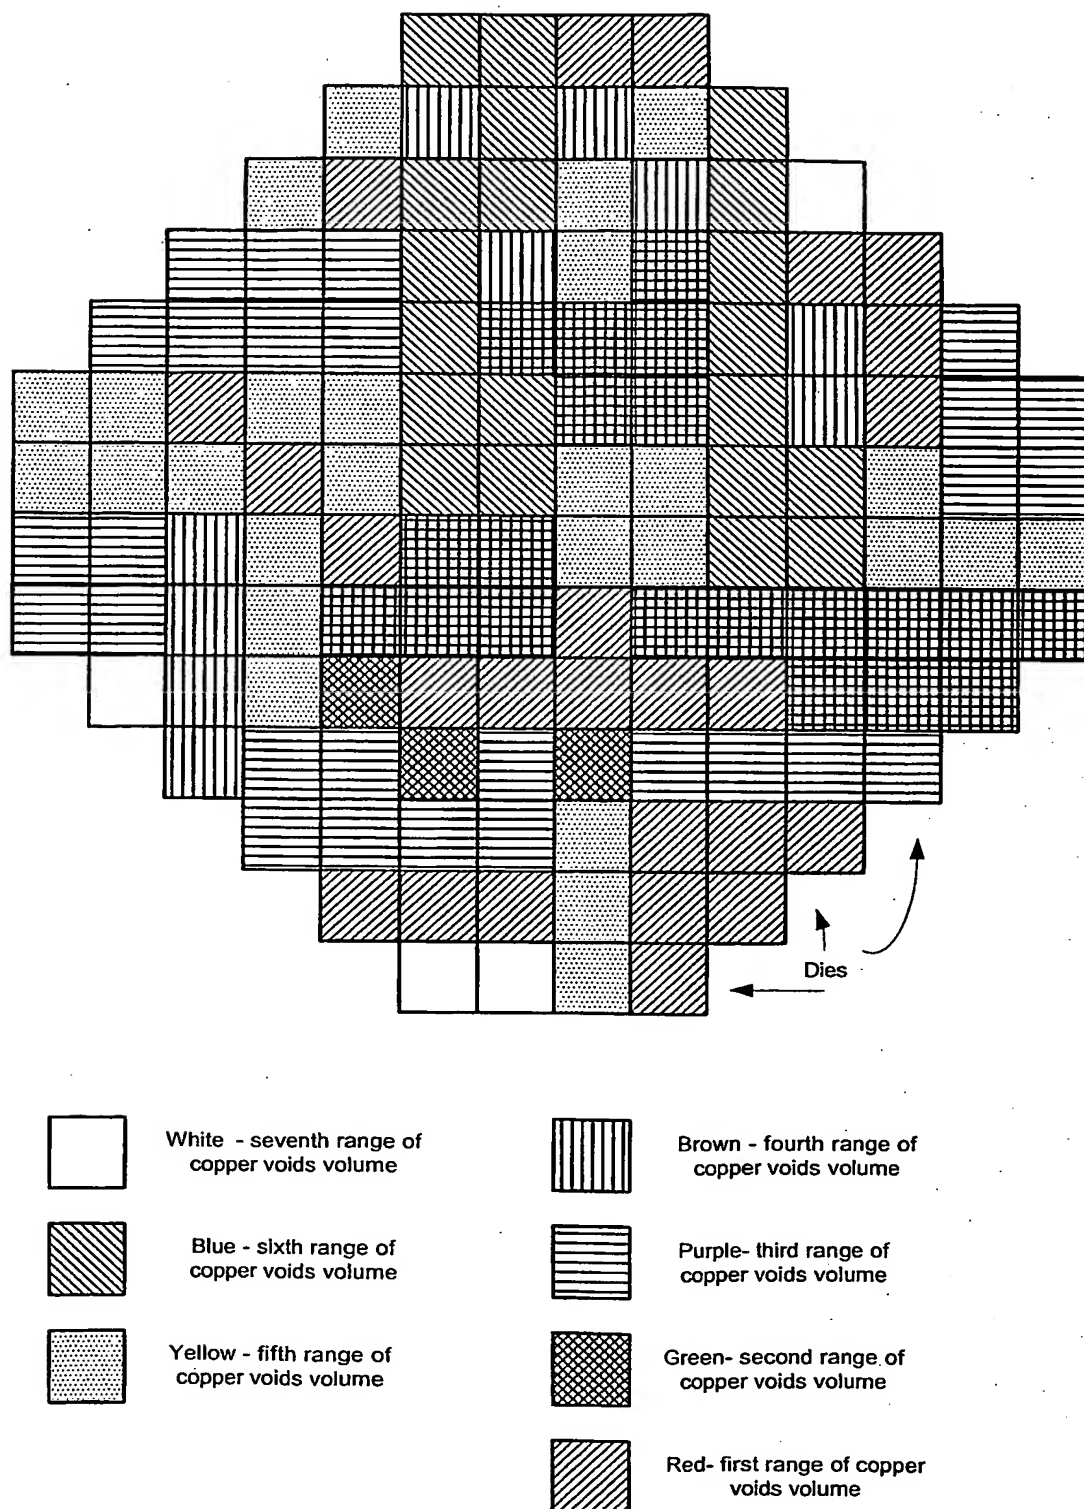 Dies
White - seventh range of
copper voids volume
Blue - sixth range of
copper voids volume
Yellow - fifth range of
copper voids volume
Brown - fourth range of
copper voids volume
Purple- third range of
copper voids volume
Green- second range of
copper voids volume
Red- first range of copper
voids volume